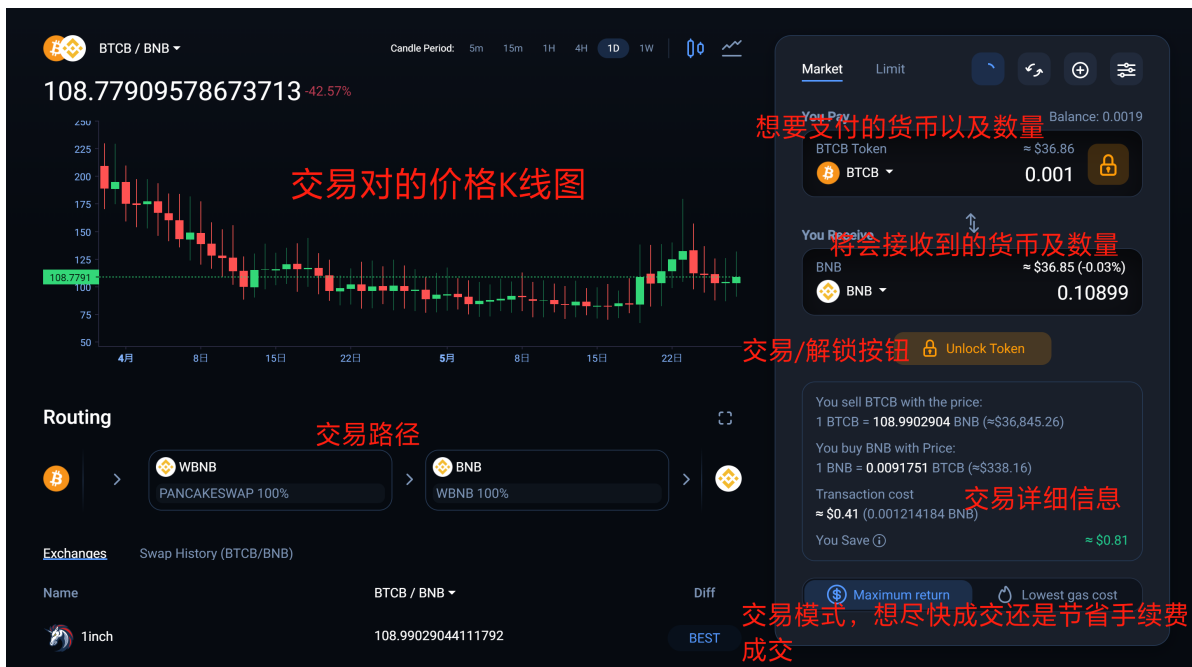 BTCB / BNB
Candle Period: 5m 15m 1H 4H 1D 1W
108.77909578673713 -42.57%
250
225
200
175
150
125
108.7791
100
75
50
4月 8日 15日 22日 5月 8日 15日 22日
交易对的价格K线图
Routing
交易路径
WBNB
PANCAKESWAP 100%
BNB
WBNB 100%
Exchanges Swap History (BTCB/BNB)
Name BTCB / BNB Diff
1inch 108.99029044111792 BEST
Market Limit
You Pay Balance: 0.0019
想要支付的货币以及数量
BTCB Token ≈ $36.86
BTCB 0.001
You Receive
将会接收到的货币及数量
BNB ≈ $36.85 (-0.03%)
BNB 0.10899
交易/解锁按钮
Unlock Token
You sell BTCB with the price:
1 BTCB = 108.9902904 BNB (≈$36,845.26)
You buy BNB with Price:
1 BNB = 0.0091751 BTCB (≈$338.16)
Transaction cost
≈ $0.41 (0.001214184 BNB)
交易详细信息
You Save ≈ $0.81
Maximum return Lowest gas cost
交易模式，想尽快成交还是节省手续费
成交